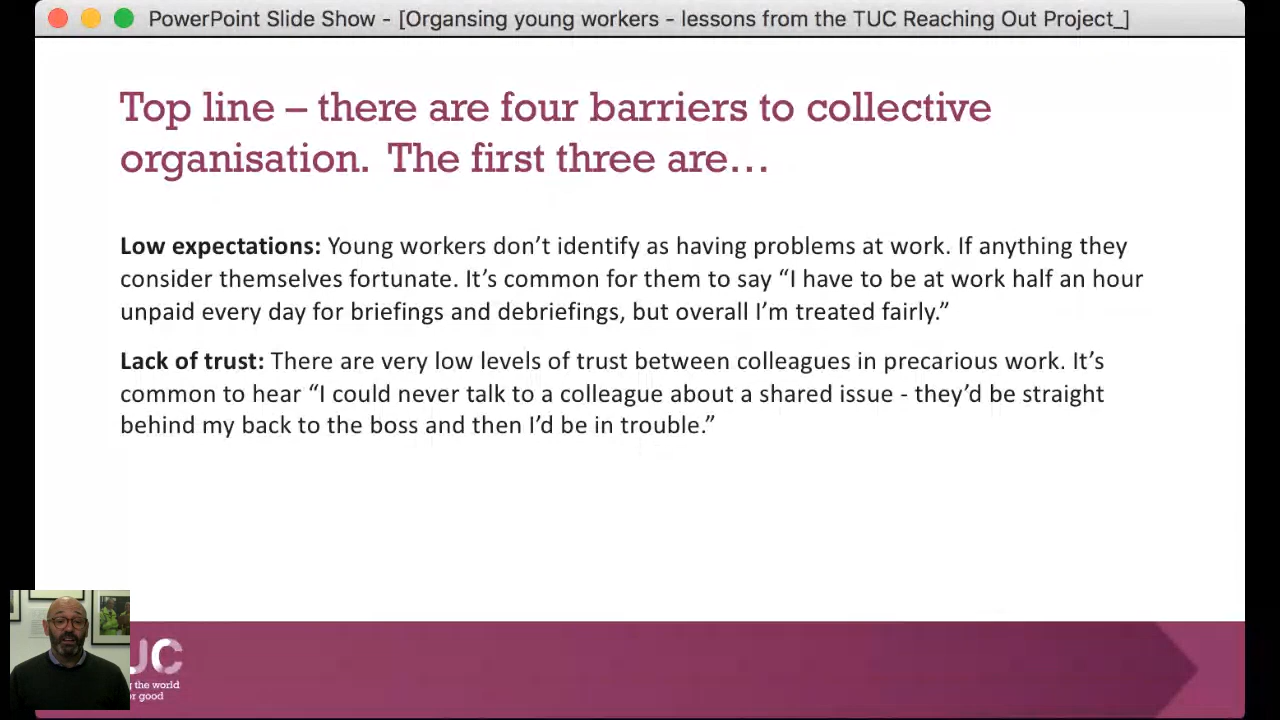 PowerPoint Slide Show - [Organsing young workers - lessons from the TUC Reaching Out Project_]
Top line – there are four barriers to collective
organisation. The first three are…
Low expectations: Young workers don’t identify as having problems at work. If anything they
consider themselves fortunate. It’s common for them to say “I have to be at work half an hour
unpaid every day for briefings and debriefings, but overall I’m treated fairly.”
Lack of trust: There are very low levels of trust between colleagues in precarious work. It’s
common to hear “I could never talk to a colleague about a shared issue - they’d be straight
behind my back to the boss and then I’d be in trouble.”
UC
the world
good